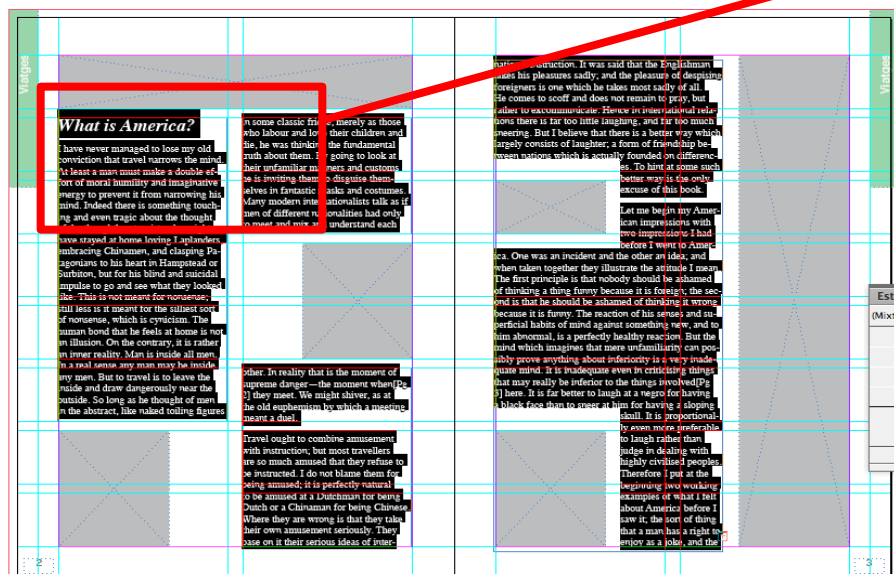 Viatges
What is America?
I have never managed to lose my old
conviction that travel narrows the mind.
At least a man must make a double ef-
fort of moral humility and imaginative
energy to prevent it from narrowing his
mind. Indeed there is something touch-
ing and even tragic about the thought
have stayed at home loving Laplanders,
embracing Chinamen, and clasping Pa-
tagonians to his heart in Hampstead or
Surbiton, but for his blind and suicidal
impulse to go and see what they looked
like. This is not meant for nonsense;
still less is it meant for the silliest sort
of nonsense, which is cynicism. The
human bond that he feels at home is not
an illusion. On the contrary, it is rather
an inner reality. Man is inside all men.
In a real sense any man may be inside
any men. But to travel is to leave the
inside and draw dangerously near the
outside. So long as he thought of men
in the abstract, like naked toiling figures
in some classic merely as those
who labour and love their children and
die, he was thinking the fundamental
truth about them. By going to look at
their unfamiliar manners and customs
he is inviting them to disguise them-
selves in fantastic masks and costumes.
Many modern internationalists talk as if
men of different nationalities had only
to meet and mix and understand each
other. In reality that is the moment of
supreme danger—the moment when[Pg
2] they meet. We might shiver, as at
the old euphemism by which a meeting
meant a duel.
Travel ought to combine amusement
with instruction; but most travellers
are so much amused that they refuse to
be instructed. I do not blame them for
being amused; it is perfectly natural
to be amused at a Dutchman for being
Dutch or a Chinaman for being Chinese.
Where they are wrong is that they take
their own amusement seriously. They
base on it their serious ideas of inter-
2
national instruction. It was said that the Englishman
takes his pleasures sadly; and the pleasure of despising
foreigners is one which he takes most sadly of all.
He comes to scoff and does not remain to pray, but
rather to excommunicate. Hence in international rela-
tions there is far too little laughing, and far too much
sneering. But I believe that there is a better way which
largely consists of laughter; a form of friendship be-
tween nations which is actually founded on differenc-
es. To hint at some such
better way is the only
excuse of this book.
Let me begin my Amer-
ican impressions with
two impressions I had
before I went to Amer-
ica. One was an incident and the other an idea; and
when taken together they illustrate the attitude I mean.
The first principle is that nobody should be ashamed
of thinking a thing funny because it is foreign; the sec-
ond is that he should be ashamed of thinking it wrong
because it is funny. The reaction of his senses and su-
perficial habits of mind against something new, and to
him abnormal, is a perfectly healthy reaction. But the
mind which imagines that mere unfamiliarity can pos-
sibly prove anything about inferiority is a very inade-
quate mind. It is inadequate even in criticising things
that may really be inferior to the things involved[Pg
3] here. It is far better to laugh at a negro for having
a black face than to sneer at him for having a sloping
skull. It is proportional-
ly even more preferable
to laugh rather than
judge in dealing with
highly civilised peoples.
Therefore I put at the
beginning two working
examples of what I felt
about America before I
saw it; the sort of thing
that a man has a right to
enjoy as a joke, and the
3
Viatges
Est
(Mixt